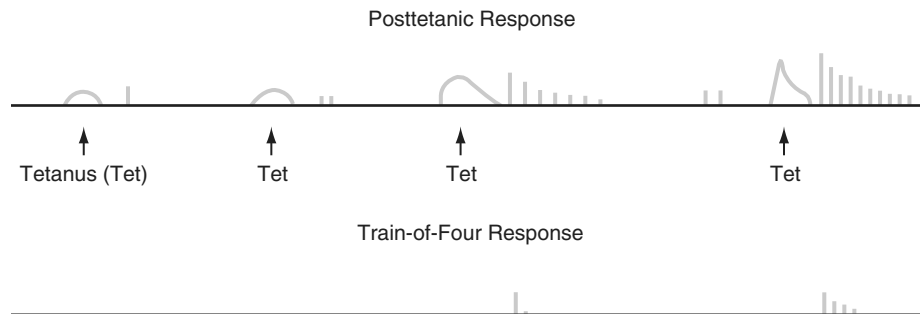 Posttetanic Response
Tetanus (Tet) Tet Tet Tet
Train-of-Four Response